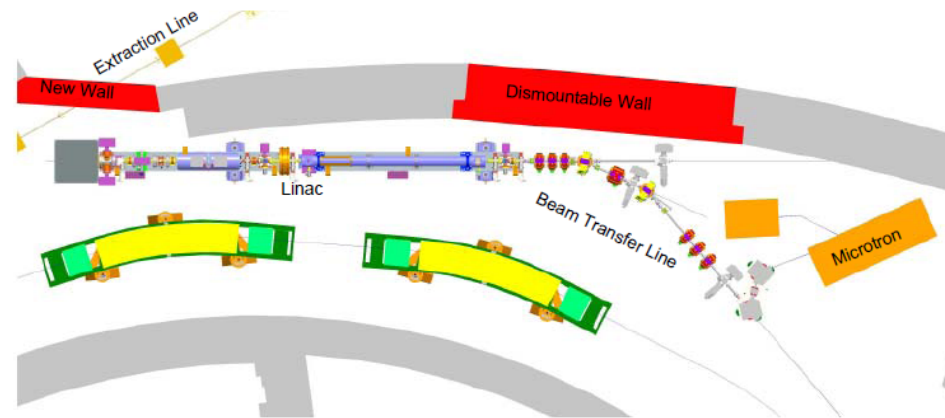 Extraction Line
New Wall
Dismountable Wall
Linac
Beam Transfer Line
Microtron